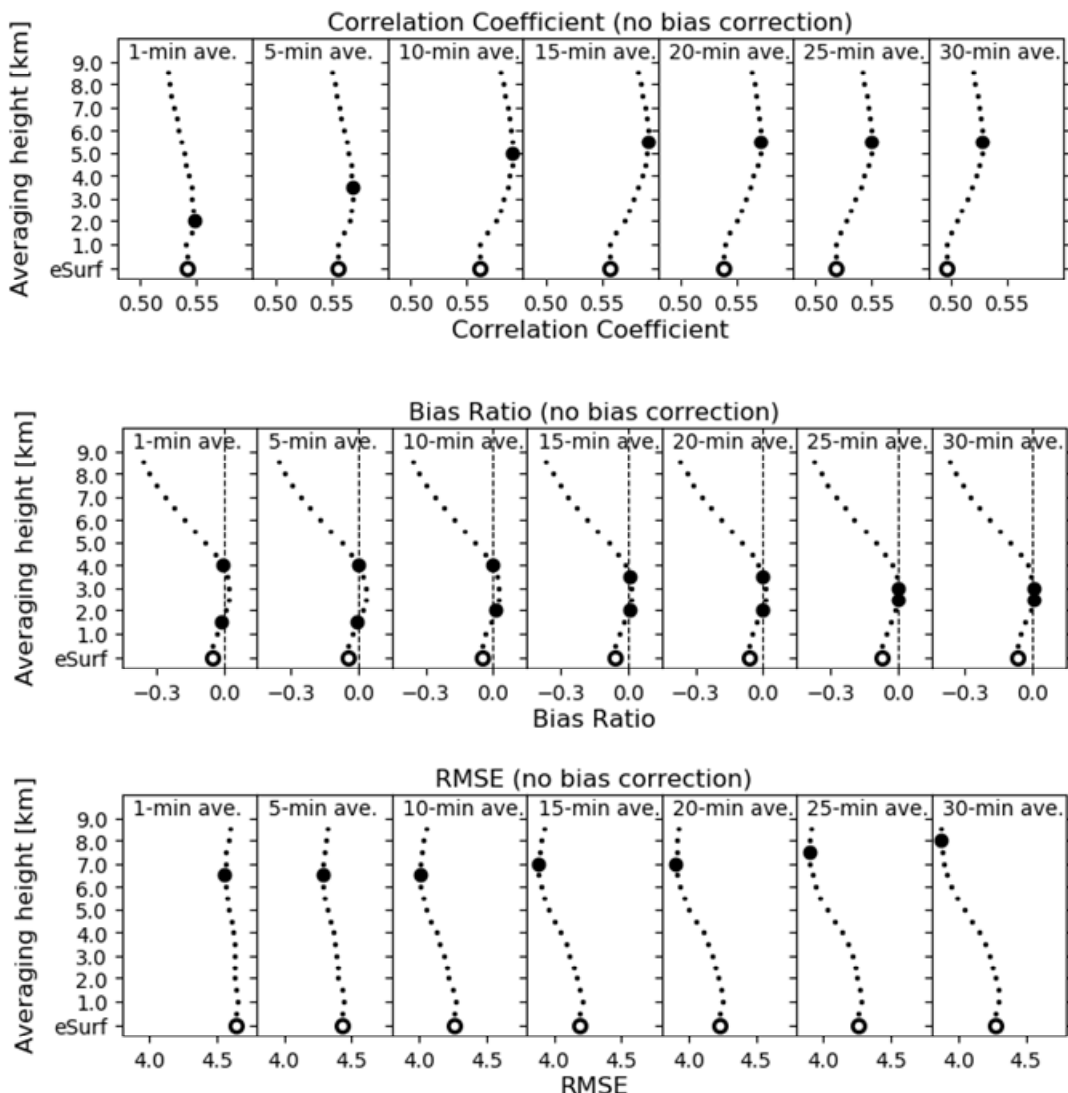 Correlation Coefficient (no bias correction)
1-min ave. 5-min ave. 10-min ave. 15-min ave. 20-min ave. 25-min ave. 30-min ave.
Averaging height [km]
9.0
8.0
7.0
6.0
5.0
4.0
3.0
2.0
1.0
eSurf
0.50 0.55 0.50 0.55 0.50 0.55 0.50 0.55 0.50 0.55 0.50 0.55 0.50 0.55
Correlation Coefficient
Bias Ratio (no bias correction)
1-min ave. 5-min ave. 10-min ave. 15-min ave. 20-min ave. 25-min ave. 30-min ave.
Averaging height [km]
9.0
8.0
7.0
6.0
5.0
4.0
3.0
2.0
1.0
eSurf
−0.3 0.0 −0.3 0.0 −0.3 0.0 −0.3 0.0 −0.3 0.0 −0.3 0.0 −0.3 0.0
Bias Ratio
RMSE (no bias correction)
1-min ave. 5-min ave. 10-min ave. 15-min ave. 20-min ave. 25-min ave. 30-min ave.
Averaging height [km]
9.0
8.0
7.0
6.0
5.0
4.0
3.0
2.0
1.0
eSurf
4.0 4.5 4.0 4.5 4.0 4.5 4.0 4.5 4.0 4.5 4.0 4.5 4.0 4.5
RMSE